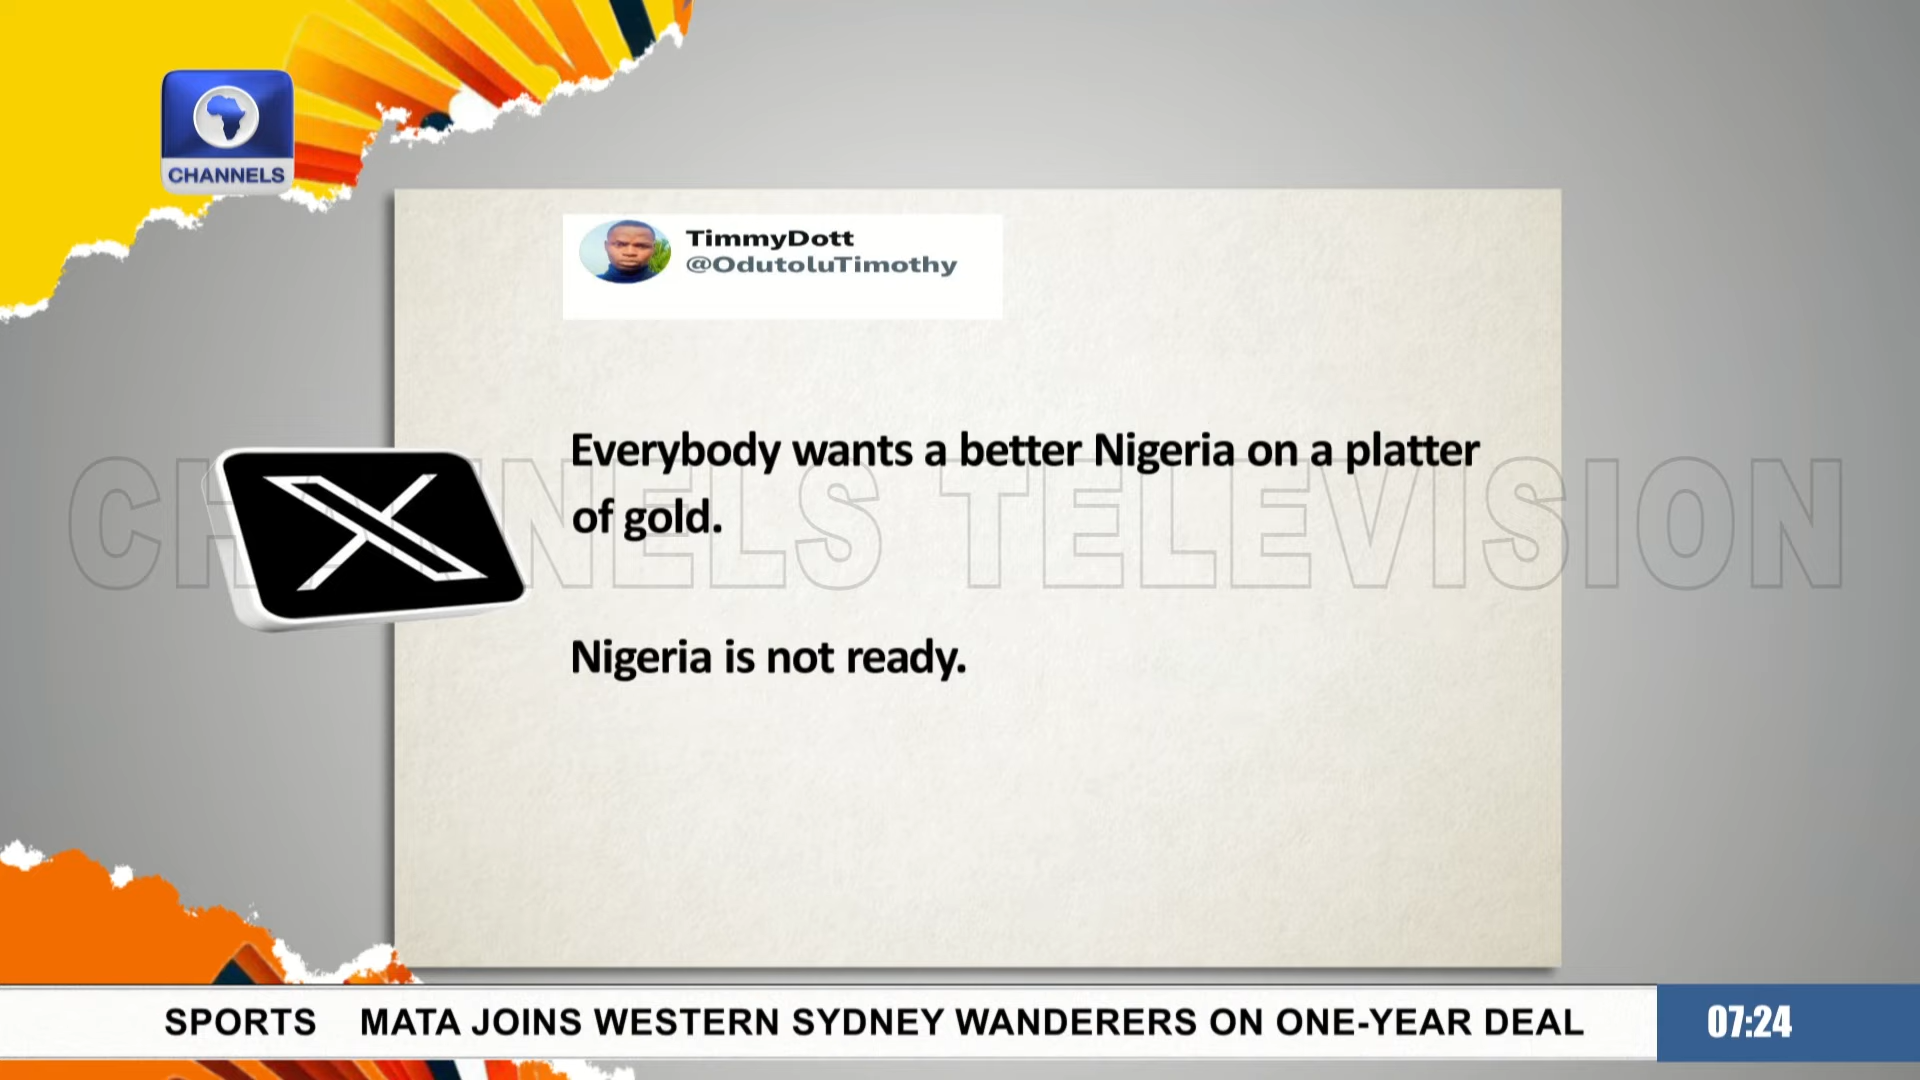 CHANNELS
TimmyDott
@OdutoluTimothy
Everybody wants a better Nigeria on a platter
of gold.
CHANNELS TELEVISION
Nigeria is not ready.
SPORTS MATA JOINS WESTERN SYDNEY WANDERERS ON ONE-YEAR DEAL
07:24